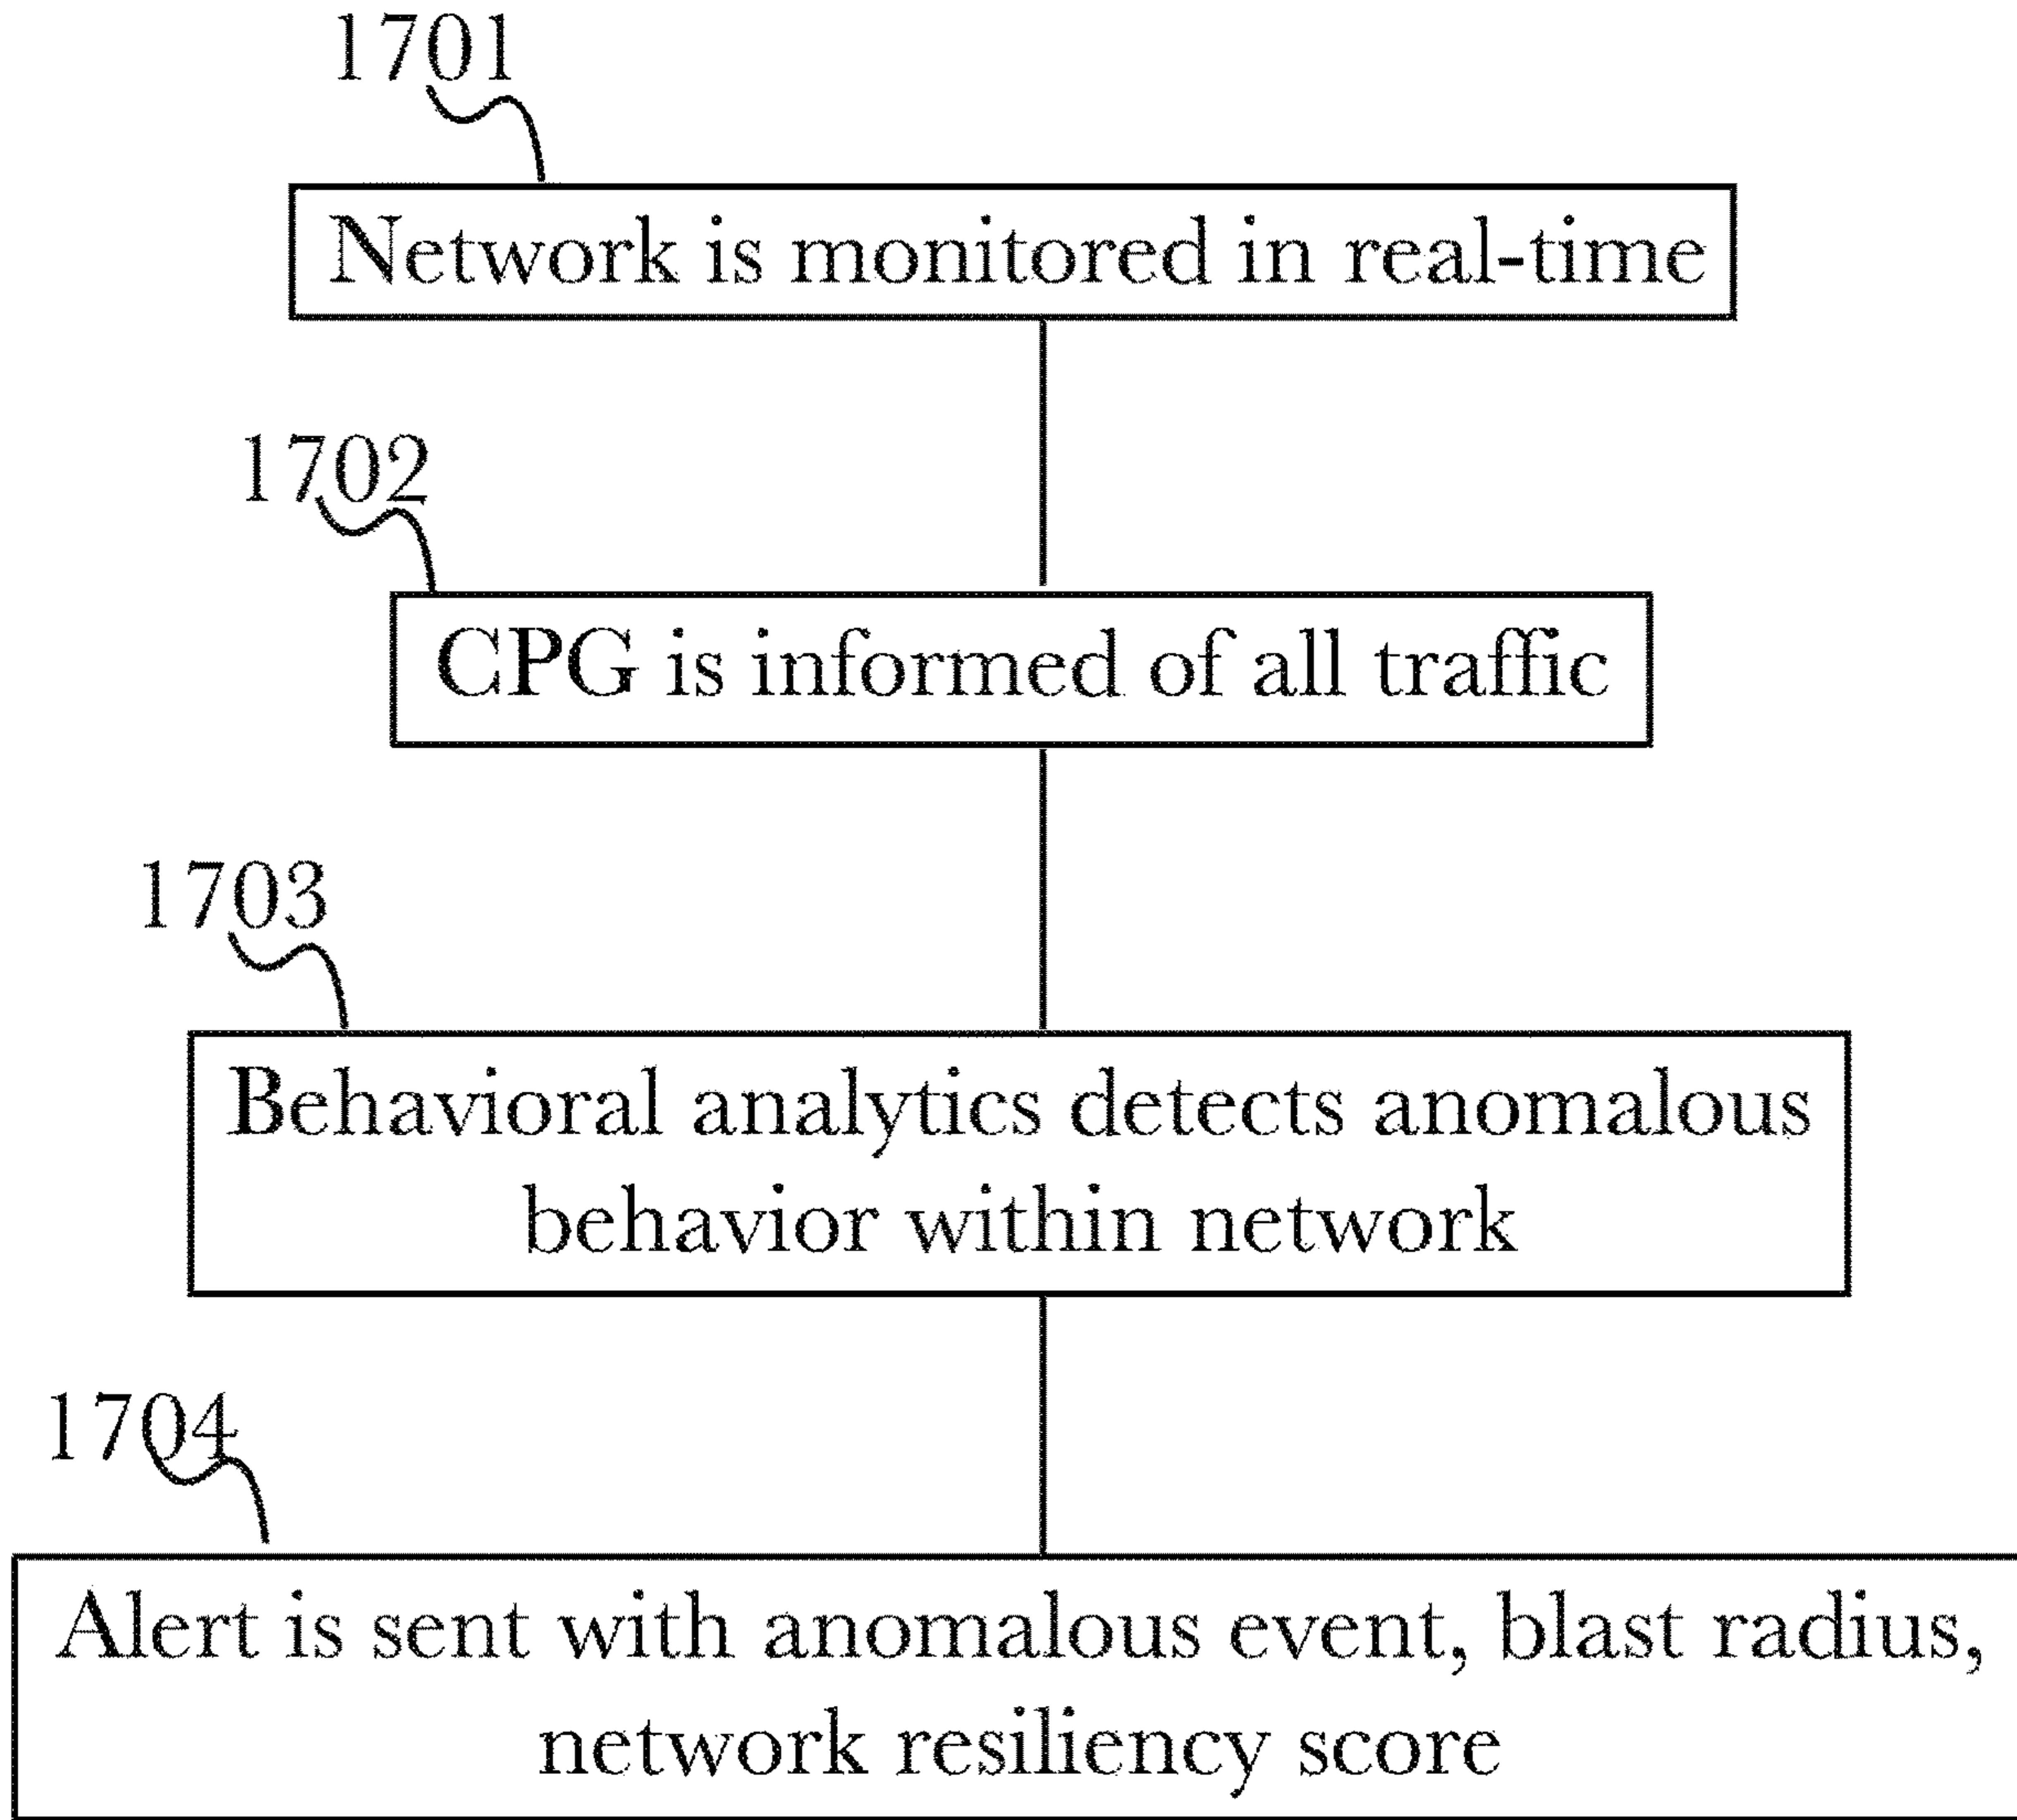 1701
Network is monitored in real-time
1702
CPG is informed of all traffic
1703
Behavioral analytics detects anomalous
behavior within network
1704
Alert is sent with anomalous event, blast radius,
network resiliency score